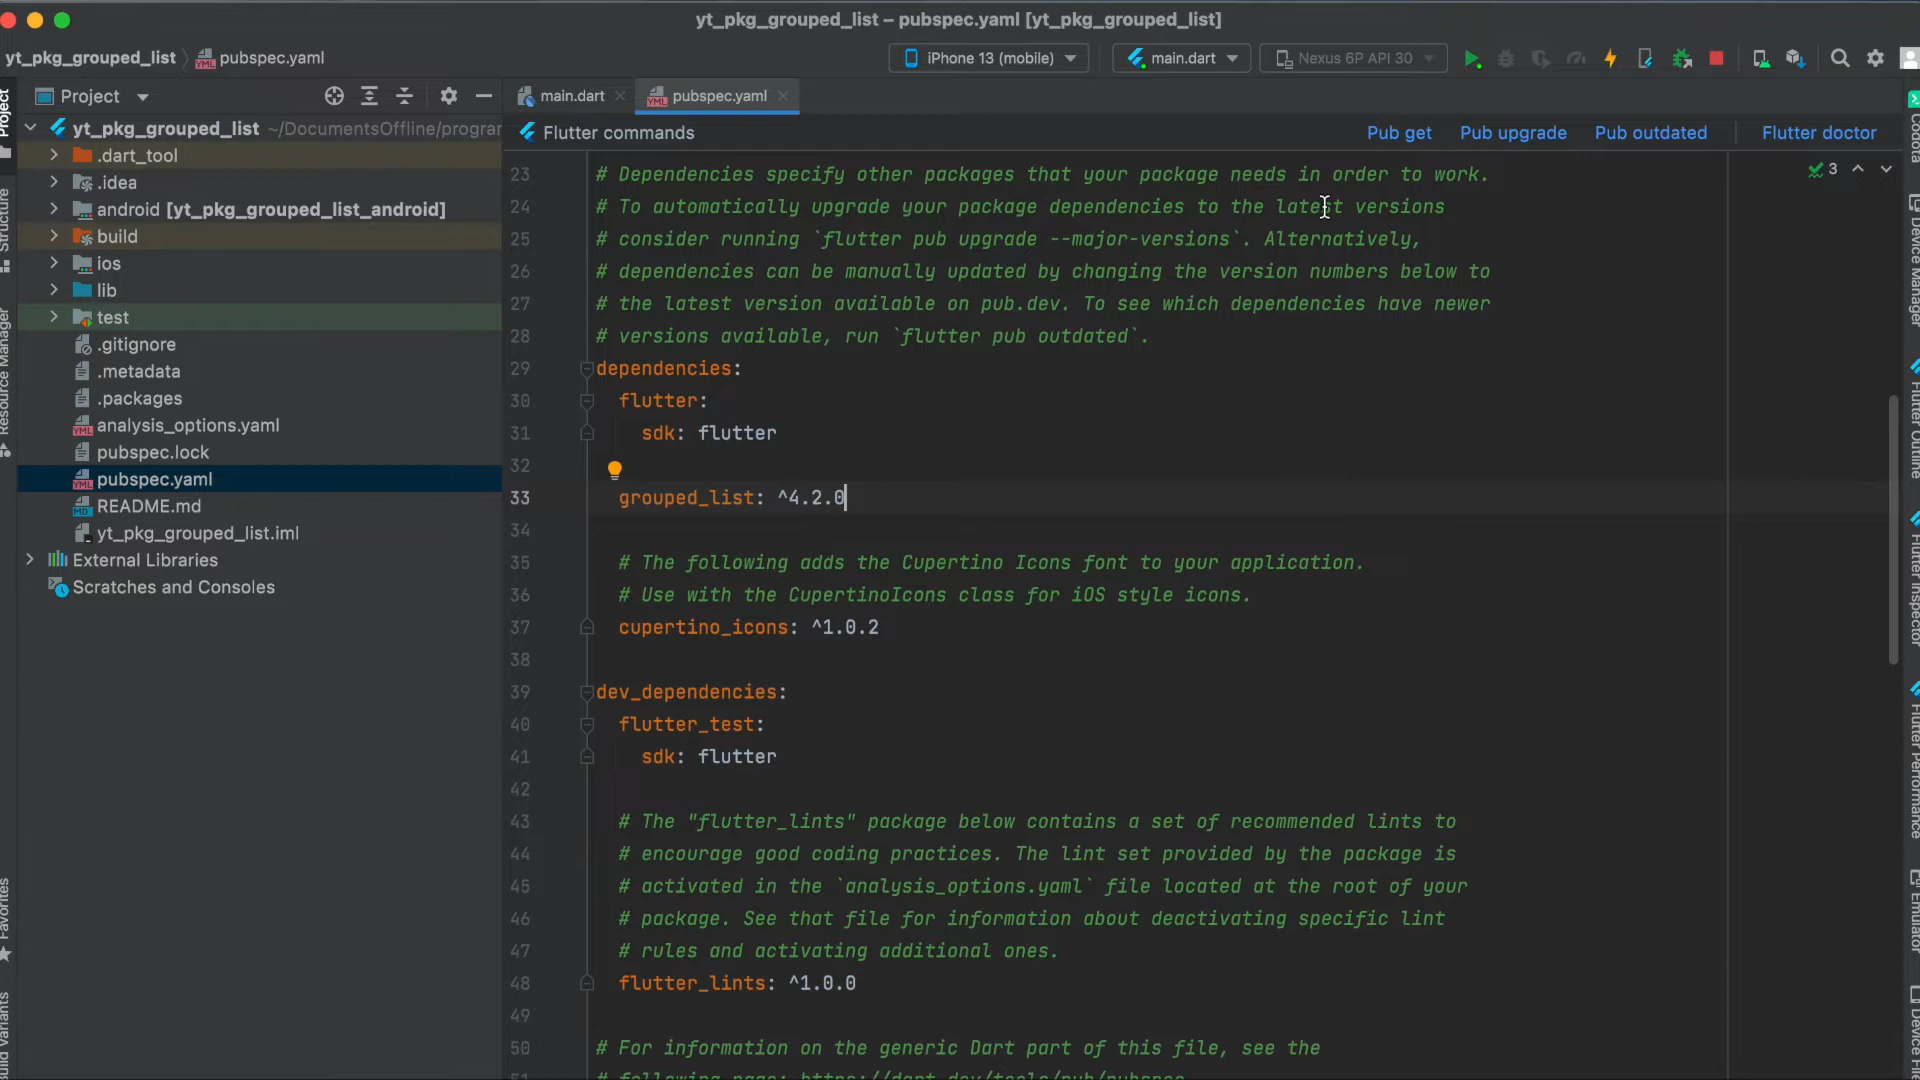 yt_pkg_grouped_list – pubspec.yaml [yt_pkg_grouped_list]
yt_pkg_grouped_list pubspec.yaml
iPhone 13 (mobile) main.dart Nexus 6P API 30
Project
main.dart pubspec.yaml
yt_pkg_grouped_list ~/DocumentsOffline/progra
Flutter commands
Pub get Pub upgrade Pub outdated Flutter doctor
.dart_tool
.idea
android [yt_pkg_grouped_list_android]
build
ios
lib
test
.gitignore
.metadata
.packages
analysis_options.yaml
pubspec.lock
pubspec.yaml
README.md
yt_pkg_grouped_list.iml
External Libraries
Scratches and Consoles
3
23 # Dependencies specify other packages that your package needs in order to work.
24 # To automatically upgrade your package dependencies to the latest versions
25 # consider running `flutter pub upgrade --major-versions`. Alternatively,
26 # dependencies can be manually updated by changing the version numbers below to
27 # the latest version available on pub.dev. To see which dependencies have newer
28 # versions available, run `flutter pub outdated`.
29 dependencies:
30 flutter:
31 sdk: flutter
32
33 grouped_list: ^4.2.0
34
35 # The following adds the Cupertino Icons font to your application.
36 # Use with the CupertinoIcons class for iOS style icons.
37 cupertino_icons: ^1.0.2
38
39 dev_dependencies:
40 flutter_test:
41 sdk: flutter
42
43 # The "flutter_lints" package below contains a set of recommended lints to
44 # encourage good coding practices. The lint set provided by the package is
45 # activated in the `analysis_options.yaml` file located at the root of your
46 # package. See that file for information about deactivating specific lint
47 # rules and activating additional ones.
48 flutter_lints: ^1.0.0
49
50 # For information on the generic Dart part of this file, see the
51 # following page: https://dart.dev/tools/pub/pubspec
Project
Structure
Resource Manager
Favorites
Build Variants
Codota
Device Manager
Flutter Outline
Flutter Inspector
Flutter Performance
Emulator